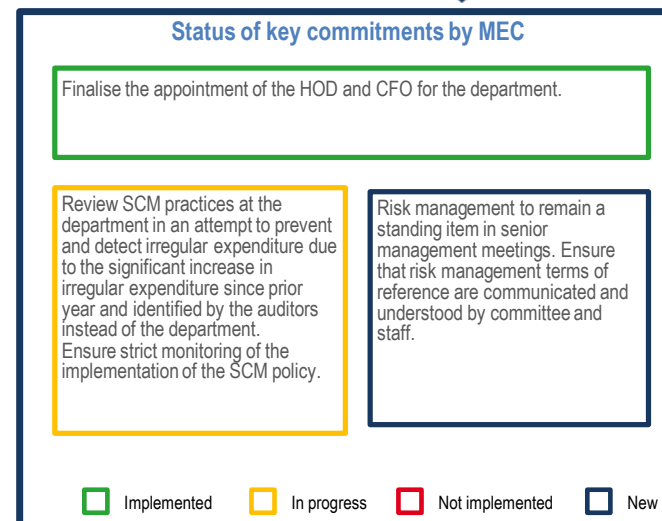 Status of key commitments by MEC
Finalise the appointment of the HOD and CFO for the department.
Review SCM practices at the
department in an attempt to prevent
and detect irregular expenditure due
to the significant increase in
irregular expenditure since prior
year and identified by the auditors
instead of the department.
Ensure strict monitoring of the
implementation of the SCM policy.
Risk management to remain a
standing item in senior
management meetings. Ensure
that risk management terms of
reference are communicated and
understood by committee and
staff.
Implemented
In progress
Not implemented
New